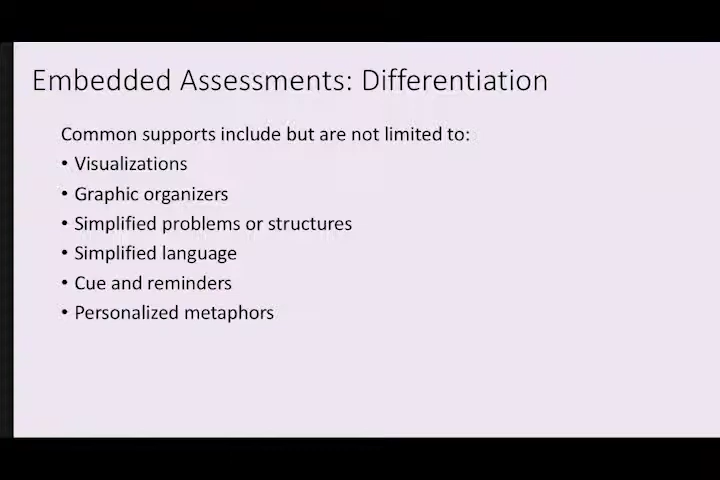 Embedded Assessments: Differentiation
Common supports include but are not limited to:
• Visualizations
• Graphic organizers
• Simplified problems or structures
• Simplified language
• Cue and reminders
• Personalized metaphors